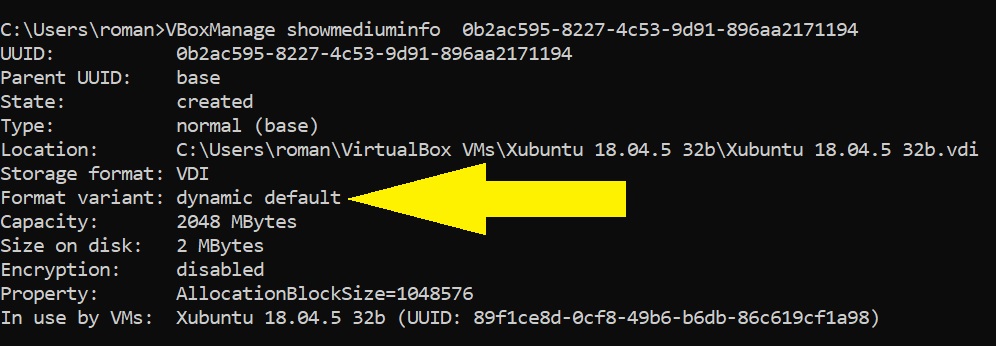 C:\Users\roman>VBoxManage showmediuminfo  0b2ac595-8227-4c53-9d91-896aa2171194
UUID:           0b2ac595-8227-4c53-9d91-896aa2171194
Parent UUID:    base
State:          created
Type:           normal (base)
Location:       C:\Users\roman\VirtualBox VMs\Xubuntu 18.04.5 32b\Xubuntu 18.04.5 32b.vdi
Storage format: VDI
Format variant: dynamic default
Capacity:       2048 MBytes
Size on disk:   2 MBytes
Encryption:     disabled
Property:       AllocationBlockSize=1048576
In use by VMs:  Xubuntu 18.04.5 32b (UUID: 89f1ce8d-0cf8-49b6-b6db-86c619cf1a98)